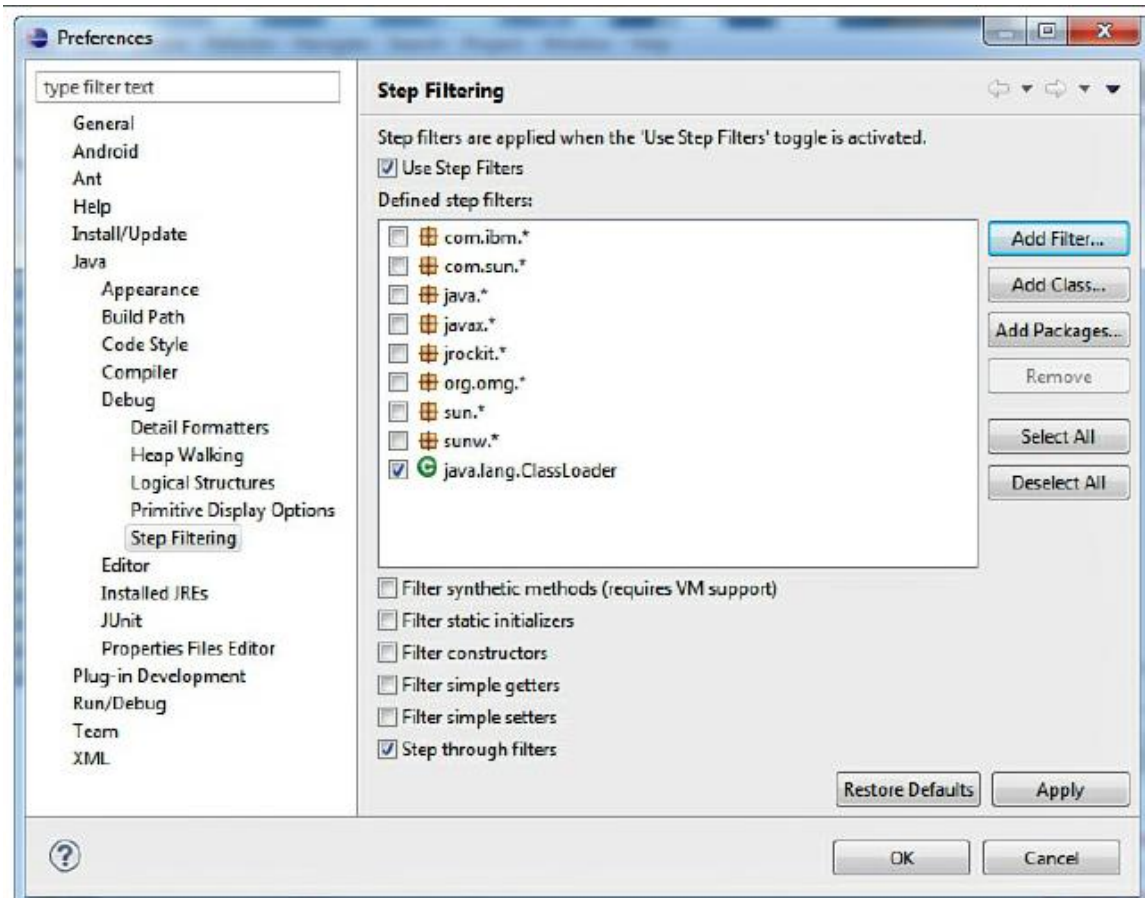 Preferences
type filter text
General
Android
Ant
Help
Install/Update
Java
Appearance
Build Path
Code Style
Compiler
Debug
Detail Formatters
Heap Walking
Logical Structures
Primitive Display Options
Step Filtering
Editor
Installed JREs
JUnit
Properties Files Editor
Plug-in Development
Run/Debug
Team
XML
Step Filtering
Step filters are applied when the 'Use Step Filters' toggle is activated.
Use Step Filters
Defined step filters:
com.ibm.*
com.sun.*
java.*
javax.*
jrockit.*
org.omg.*
sun.*
sunw.*
java.lang.ClassLoader
Add Filter...
Add Class...
Add Packages...
Remove
Select All
Deselect All
Filter synthetic methods (requires VM support)
Filter static initializers
Filter constructors
Filter simple getters
Filter simple setters
Step through filters
Restore Defaults
Apply
OK
Cancel